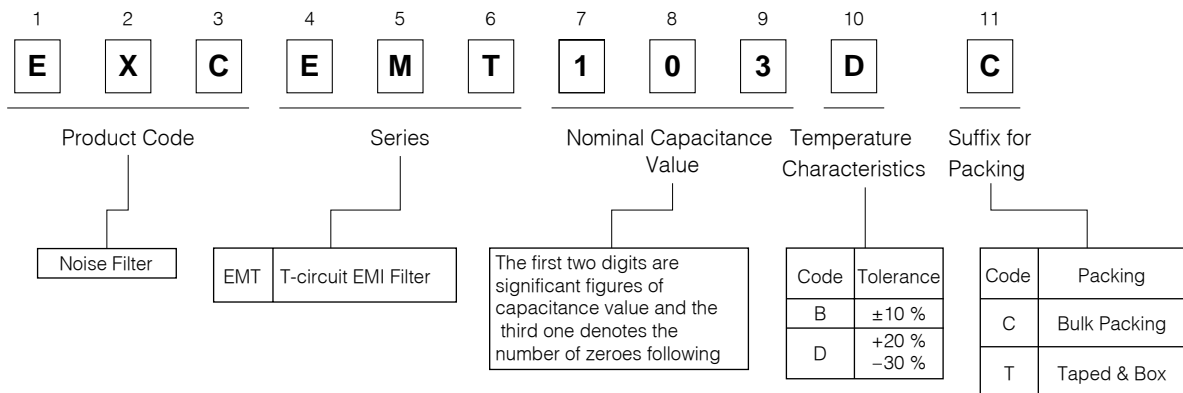 1 2 3 4 5 6 7 8 9 10 11
E X C E M T 1 0 3 D C
Product Code
Series
Nominal Capacitance
Value
Temperature
Characteristics
Suffix for
Packing
Noise Filter
EMT T-circuit EMI Filter
The first two digits are
significant figures of
capacitance value and the
third one denotes the
number of zeroes following
Code Tolerance
B ±10 %
D +20 %
−30 %
Code Packing
C Bulk Packing
T Taped & Box